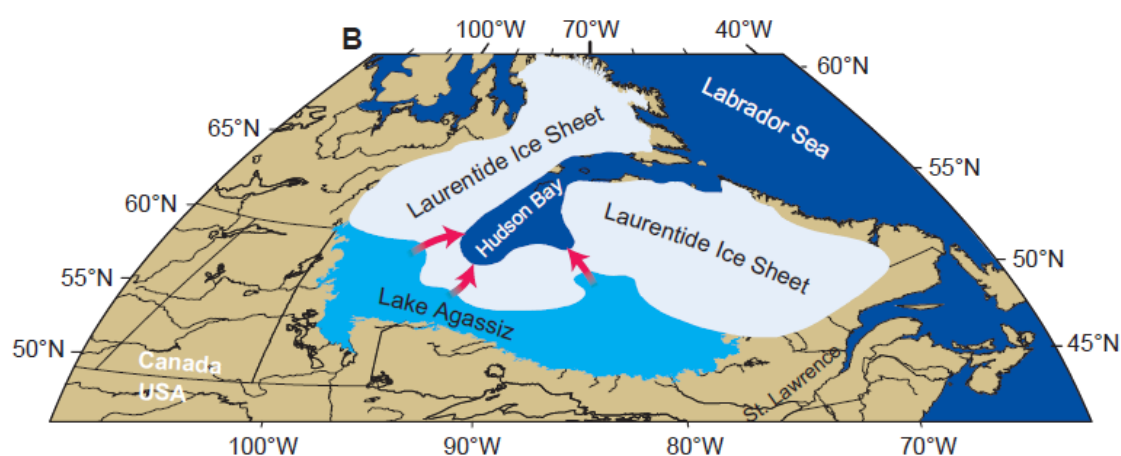 B
100°W
70°W
40°W
60°N
Labrador Sea
65°N
Laurentide Ice Sheet
55°N
60°N
Hudson Bay
Laurentide Ice Sheet
50°N
55°N
Lake Agassiz
50°N
Canada
USA
St. Lawrence
45°N
100°W
90°W
80°W
70°W